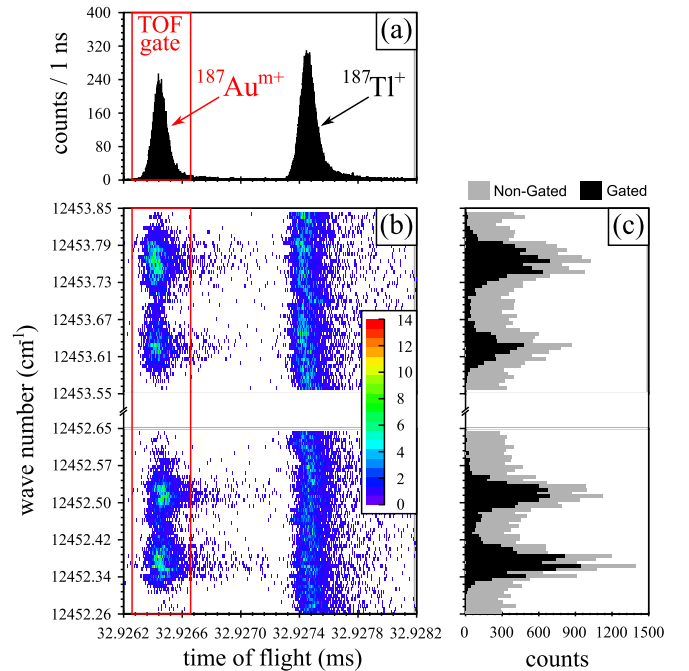 400
320
240
160
80
0
counts / 1 ns
TOF
gate
(a)
187Auᵐ⁺
187Tl⁺
Non-Gated Gated
12453.85
12453.79
12453.73
12453.67
12453.61
12453.55
12452.65
12452.57
12452.50
12452.42
12452.34
12452.26
wave number (cm⁻¹)
(b)
14
12
10
8
6
4
2
0
32.9262 32.9266 32.9270 32.9274 32.9278 32.9282
time of flight (ms)
(c)
0 300 600 900 1200 1500
counts